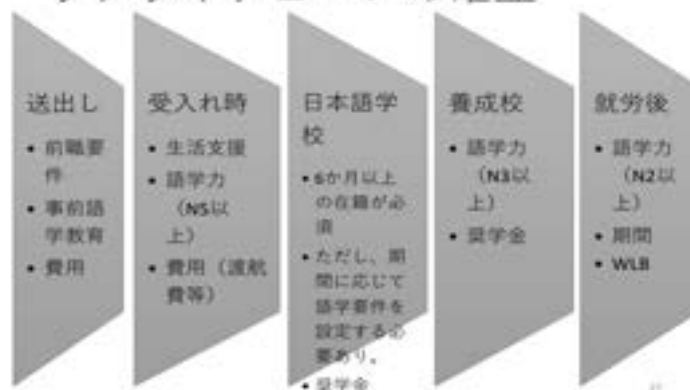 送出し
• 前職要
件
• 事前語
学教育
• 費用
受入れ時
• 生活支援
• 語学力
（N5以
上）
• 費用（渡航
費等）
日本語学
校
• 6か月以上
の在籍が必
須
• ただし、期
間に応じて
語学要件を
設定する必
要あり。
• 奨学金
養成校
• 語学力
（N3以
上）
• 奨学金
就労後
• 語学力
（N2以
上）
• 期間
• WLB